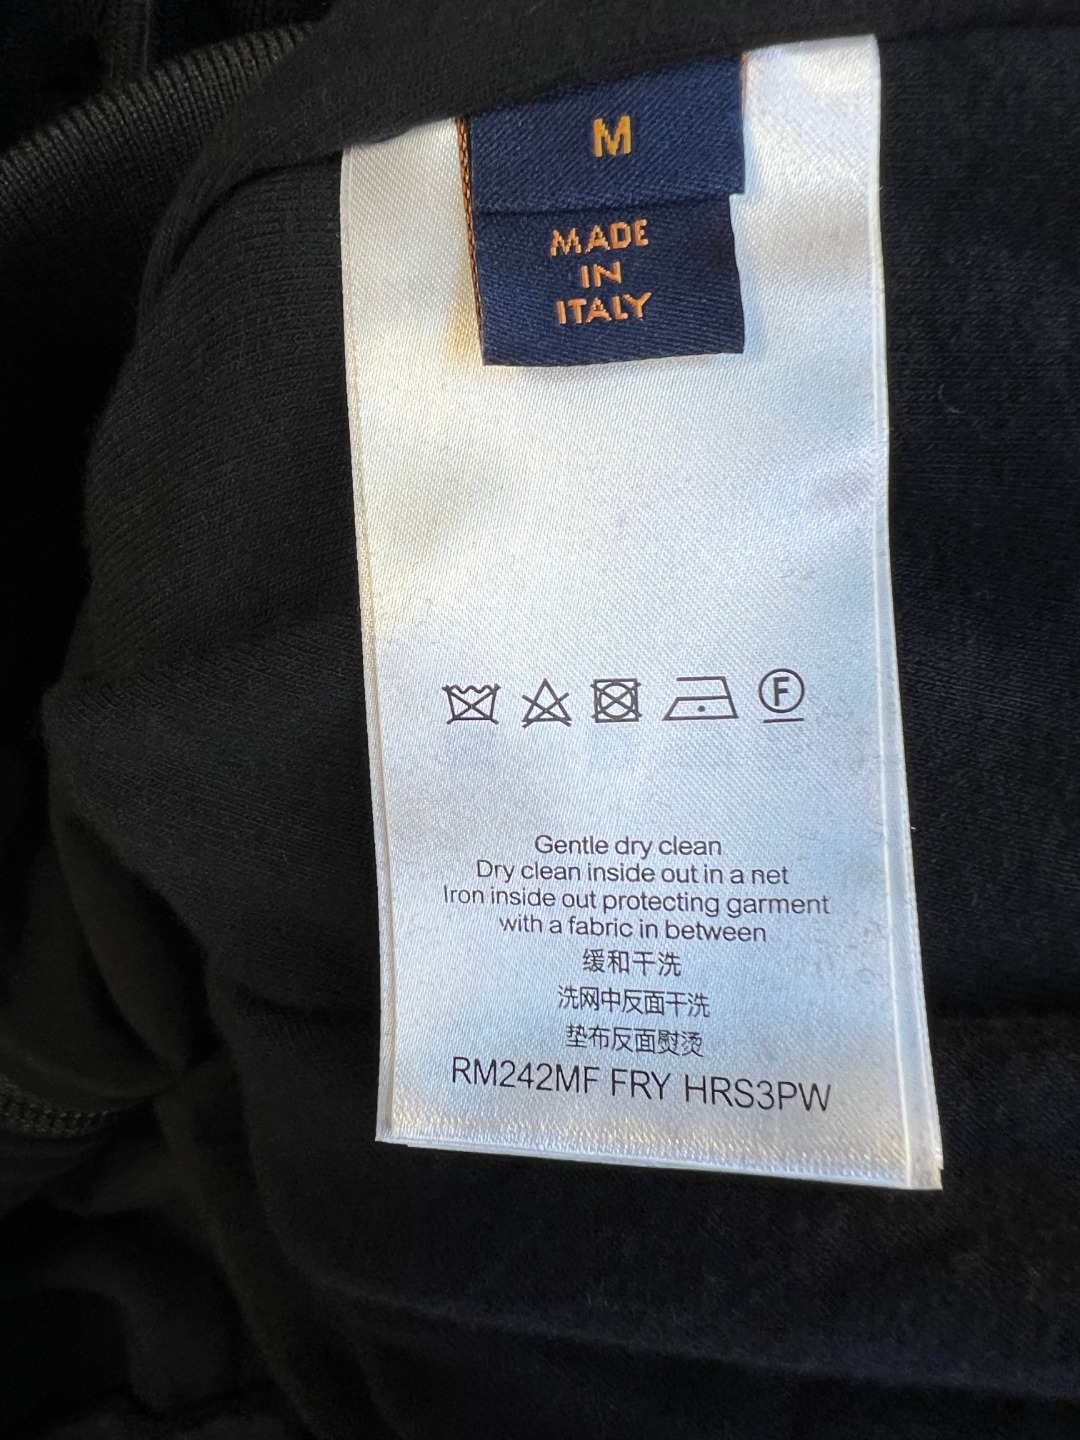 M
MADE
IN
ITALY
F
Gentle dry clean
Dry clean inside out in a net
Iron inside out protecting garment
with a fabric in between
缓和干洗
洗网中反面干洗
垫布反面熨烫
RM242MF FRY HRS3PW